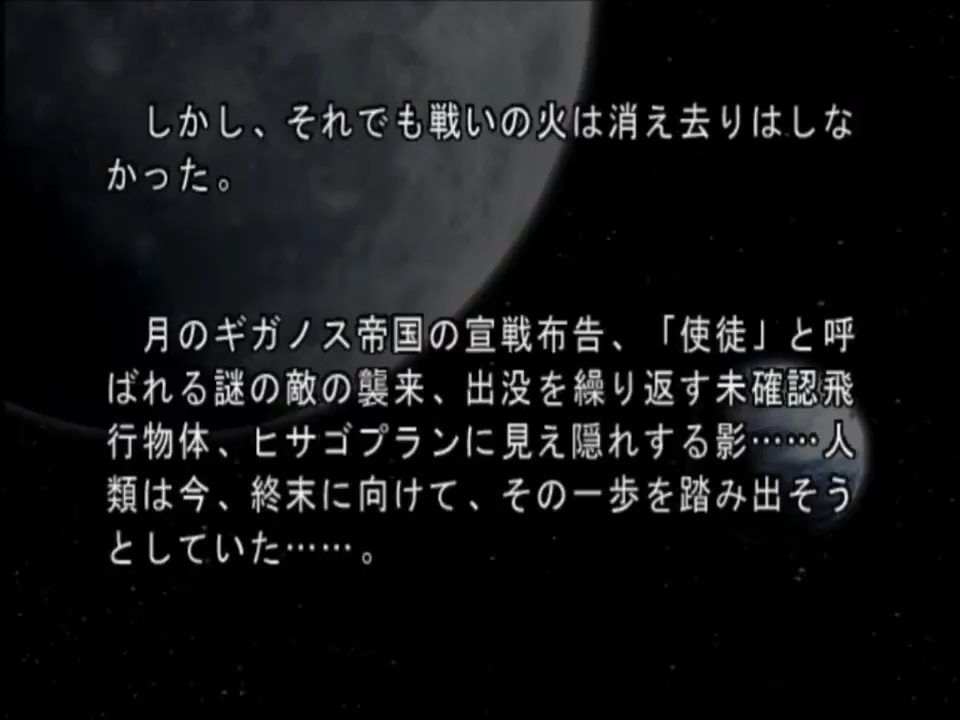 しかし、それでも戦いの火は消え去りはしな
かった。
月のギガノス帝国の宣戦布告、「使徒」と呼
ばれる謎の敵の襲来、出没を繰り返す未確認飛
行物体、ヒサゴプランに見え隠れする影……人
類は今、終末に向けて、その一歩を踏み出そう
としていた……。